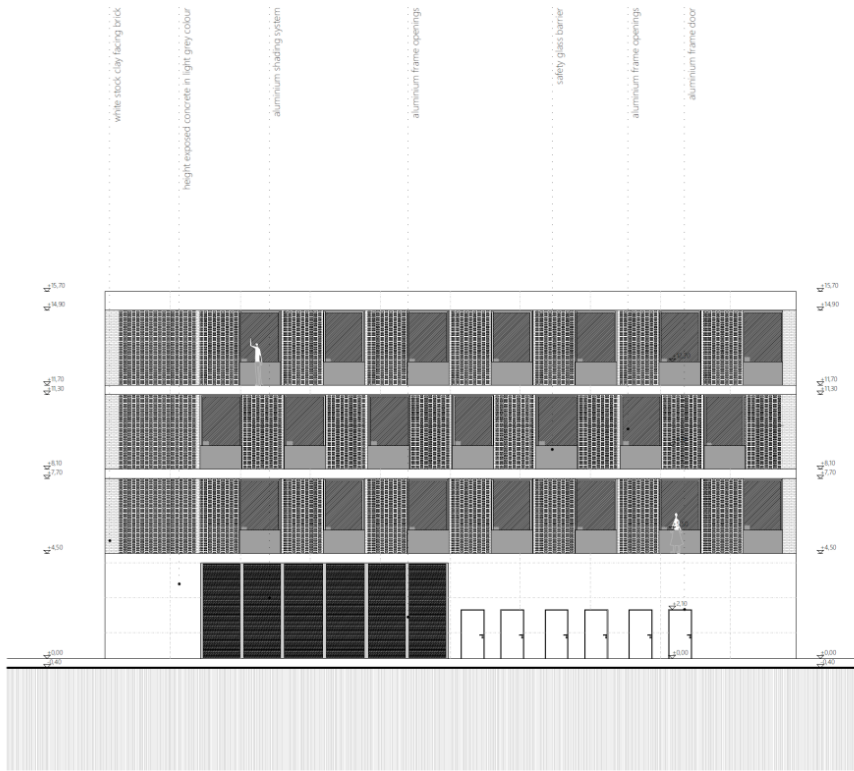 white stock clay facing brick
height exposed concrete in light grey colour
aluminium shading system
aluminium frame openings
safety glass barrier
aluminium frame openings
aluminium frame door
+15,70
+15,70
+14,90
+14,90
+11,70
+11,70
+11,30
+11,30
+8,10
+8,10
+7,70
+7,70
+4,50
+4,50
+2,10
+0,00
+0,00
+0,00
-0,40
-0,40